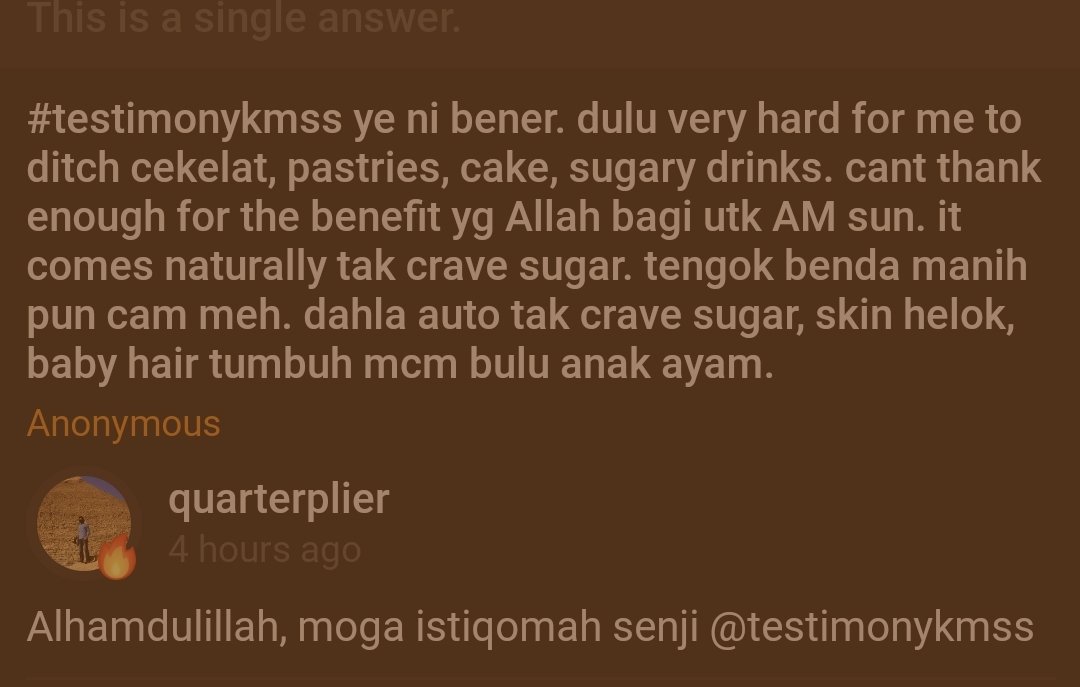 This is a single answer.
#testimonykmss ye ni bener. dulu very hard for me to
ditch cekelat, pastries, cake, sugary drinks. cant thank
enough for the benefit yg Allah bagi utk AM sun. it
comes naturally tak crave sugar. tengok benda manih
pun cam meh. dahla auto tak crave sugar, skin helok,
baby hair tumbuh mcm bulu anak ayam.
Anonymous
quarterplier
4 hours ago
Alhamdulillah, moga istiqomah senji @testimonykmss